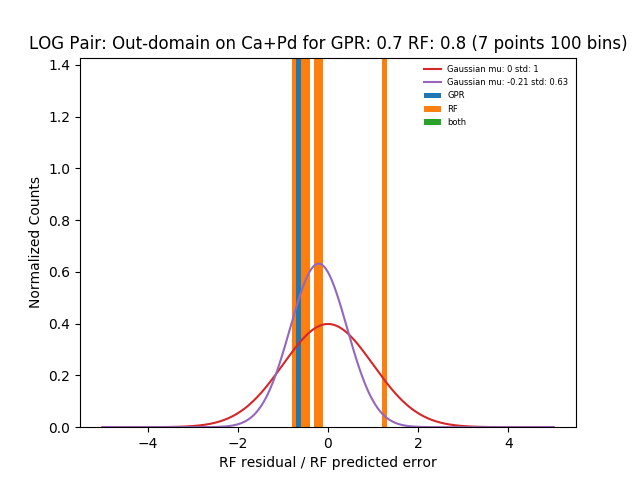 LOG Pair: Out-domain on Ca+Pd for GPR: 0.7 RF: 0.8 (7 points 100 bins)
Gaussian mu: 0 std: 1
Gaussian mu: -0.21 std: 0.63
GPR
RF
both
1.4
1.2
1.0
0.8
0.6
0.4
0.2
0.0
Normalized Counts
−4
−2
0
2
4
RF residual / RF predicted error